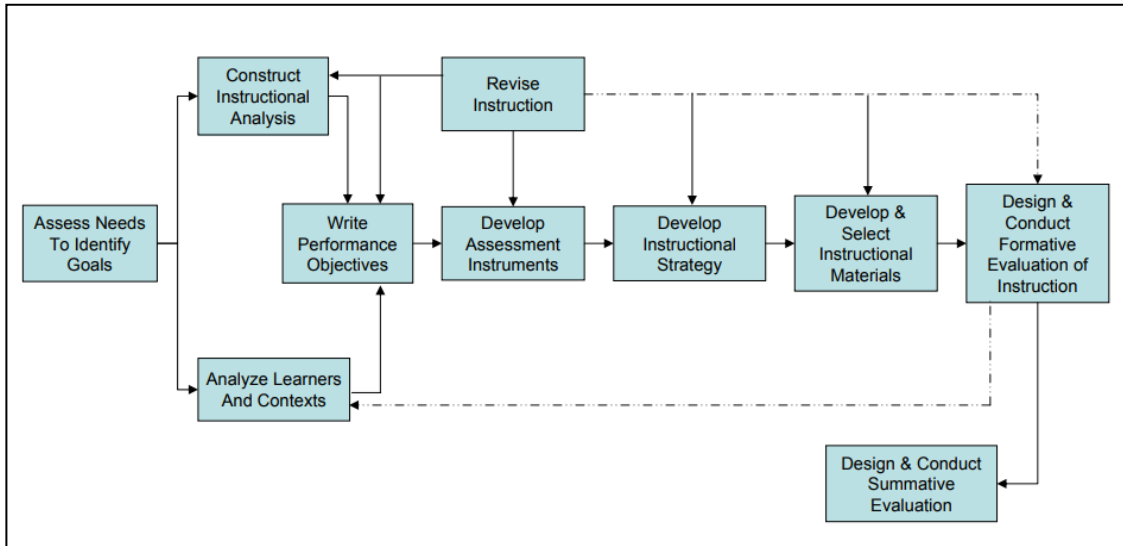 Construct
Instructional
Analysis
Revise
Instruction
Assess Needs
To Identify
Goals
Write
Performance
Objectives
Develop
Assessment
Instruments
Develop
Instructional
Strategy
Develop &
Select
Instructional
Materials
Design &
Conduct
Formative
Evaluation of
Instruction
Analyze Learners
And Contexts
Design & Conduct
Summative
Evaluation